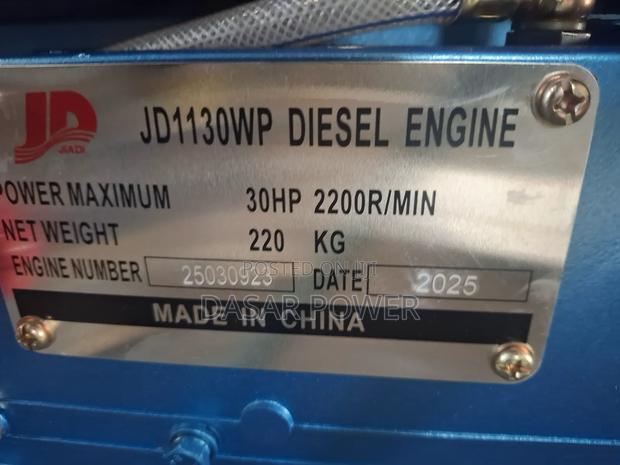 JD JIADI
JD1130WP DIESEL ENGINE
POWER MAXIMUM 30HP 2200R/MIN
NET WEIGHT 220 KG
ENGINE NUMBER 25030923 DATE 2025
POSTED ON JIJI
DASAR POWER
MADE IN CHINA